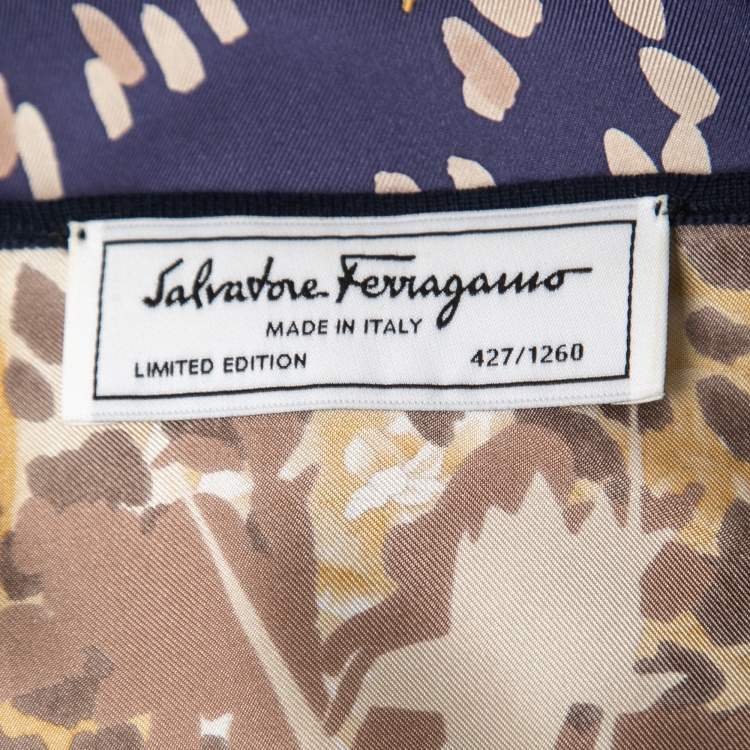 Salvatore Ferragamo
MADE IN ITALY
LIMITED EDITION 427/1260